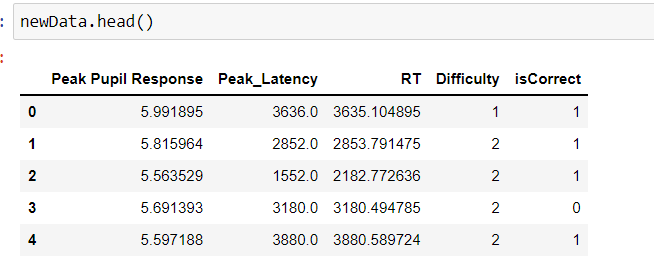 : newData.head()
:
Peak Pupil Response Peak_Latency RT Difficulty isCorrect
0 5.991895 3636.0 3635.104895 1 1
1 5.815964 2852.0 2853.791475 2 1
2 5.563529 1552.0 2182.772636 2 1
3 5.691393 3180.0 3180.494785 2 0
4 5.597188 3880.0 3880.589724 2 1